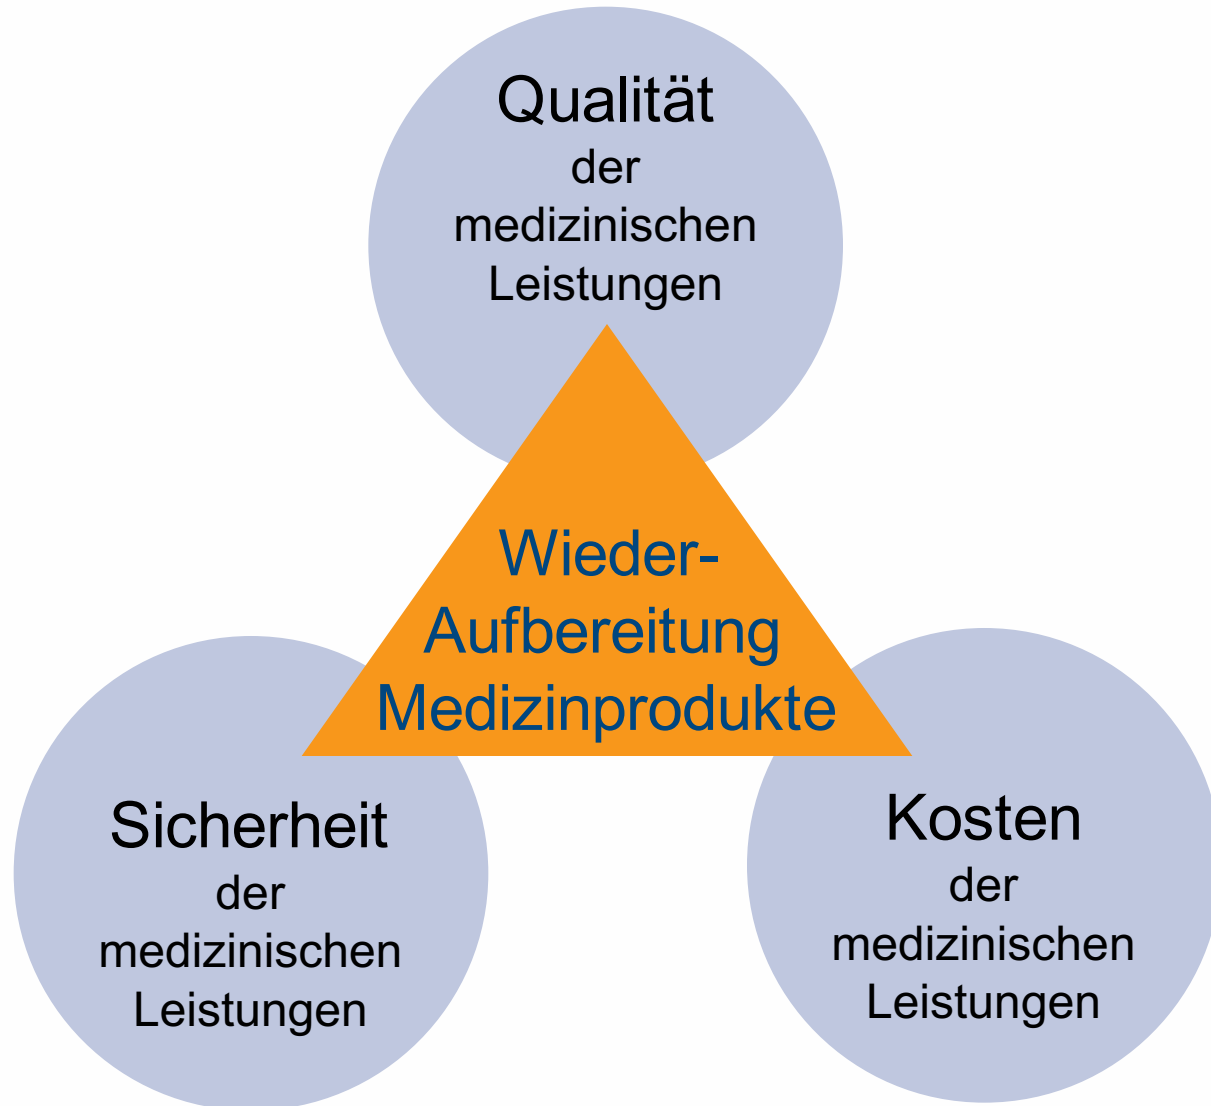 Qualität
der
medizinischen
Leistungen
Wieder-
Aufbereitung
Medizinprodukte
Sicherheit
der
medizinischen
Leistungen
Kosten
der
medizinischen
Leistungen